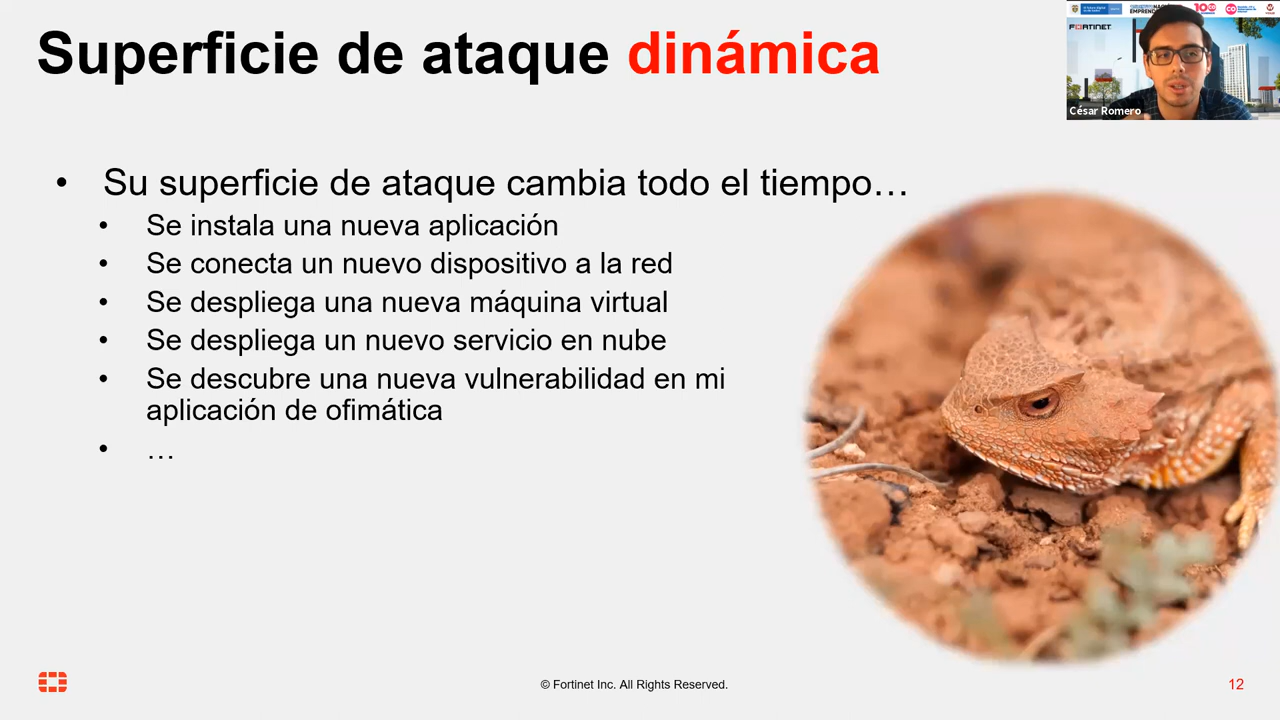 Superficie de ataque dinámica
FORTINET
César Romero
• Su superficie de ataque cambia todo el tiempo…
• Se instala una nueva aplicación
• Se conecta un nuevo dispositivo a la red
• Se despliega una nueva máquina virtual
• Se despliega un nuevo servicio en nube
• Se descubre una nueva vulnerabilidad en mi
aplicación de ofimática
• …
© Fortinet Inc. All Rights Reserved.
12